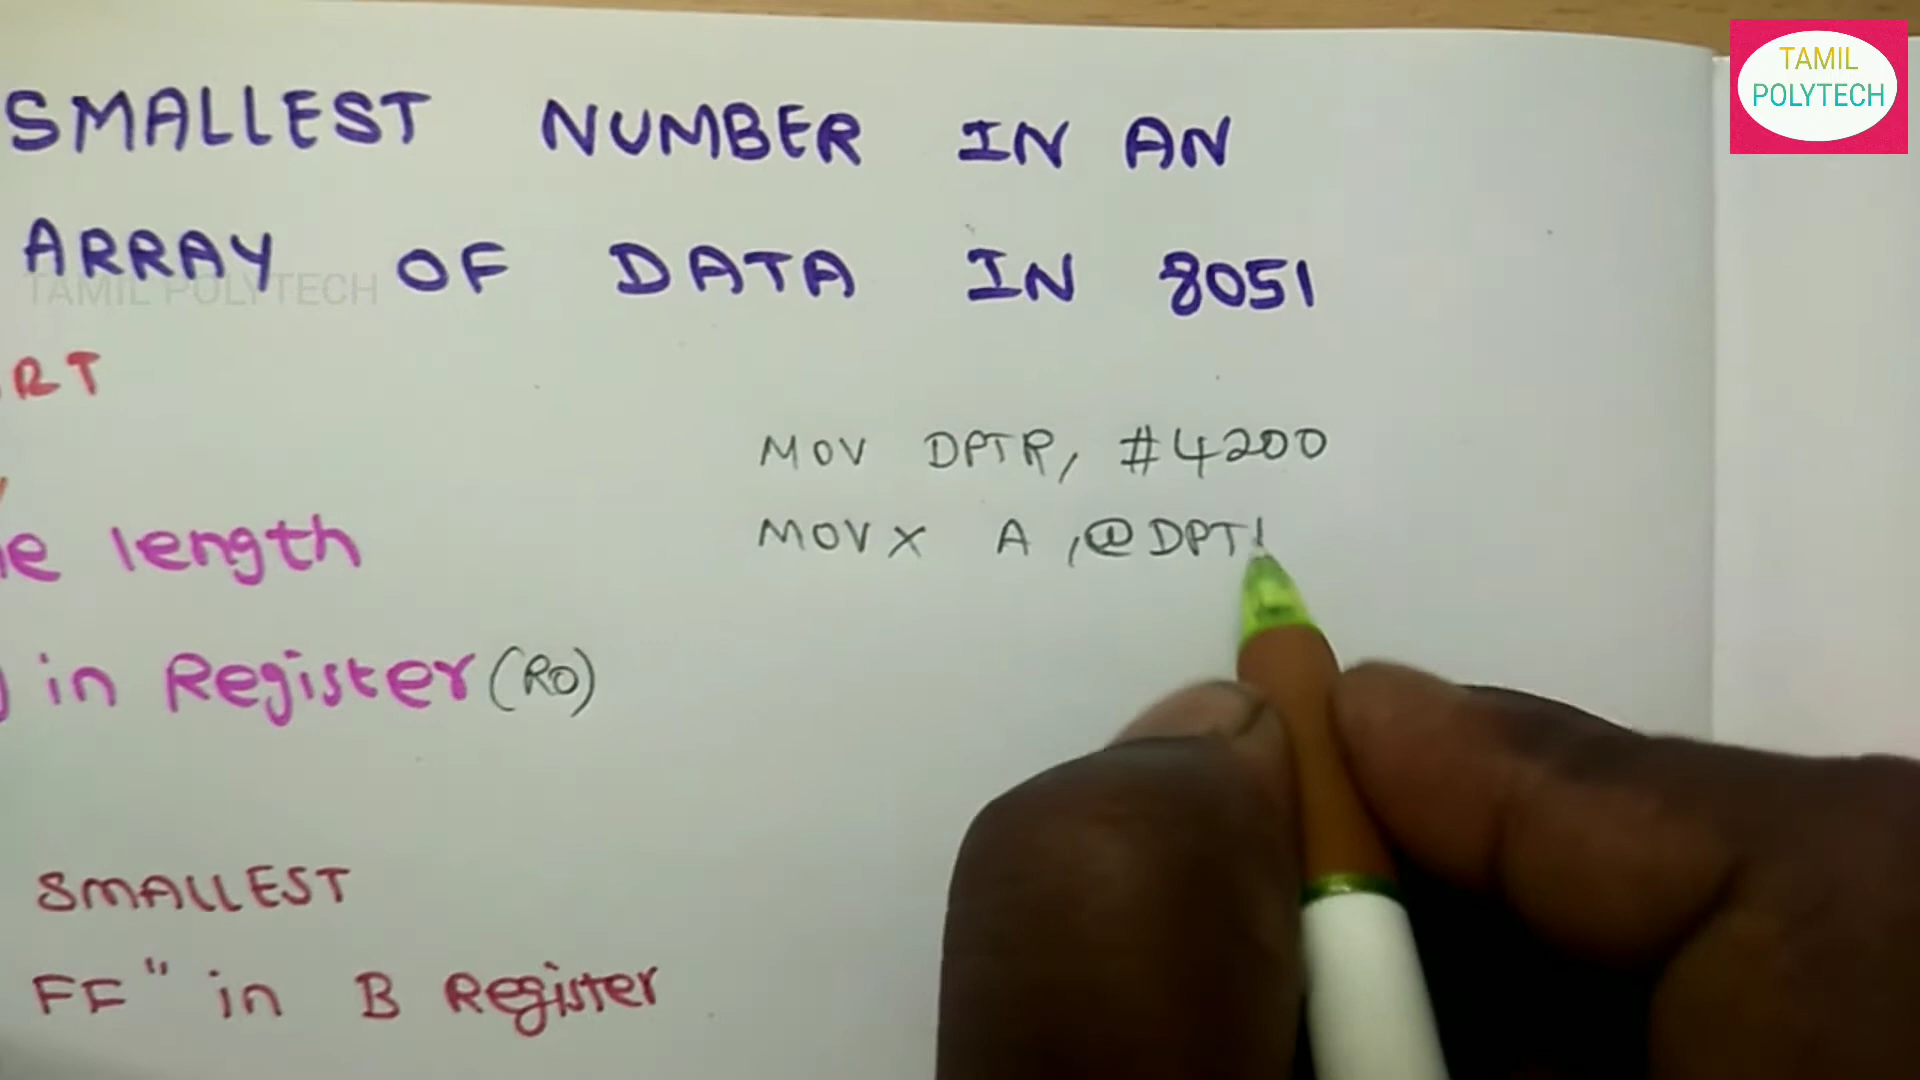 SMALLEST NUMBER IN AN
ARRAY OF DATA IN 8051
TAMIL POLYTECH
RT
e length
in Register (R0)
SMALLEST
FF" in B Register
MOV DPTR, #4200
MOVX A ,@DPT
TAMIL
POLYTECH